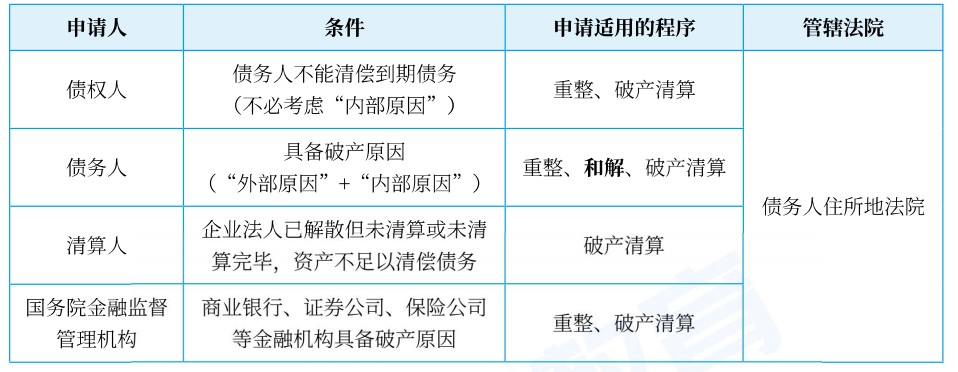 申请人 条件 申请适用的程序 管辖法院
债权人 债务人不能清偿到期债务
（不必考虑“内部原因”） 重整、破产清算
债务人 具备破产原因
（“外部原因”+“内部原因”） 重整、和解、破产清算
债务人住所地法院
清算人 企业法人已解散但未清算或未清
算完毕，资产不足以清偿债务 破产清算
国务院金融监督
管理机构 商业银行、证券公司、保险公司
等金融机构具备破产原因 重整、破产清算
教育